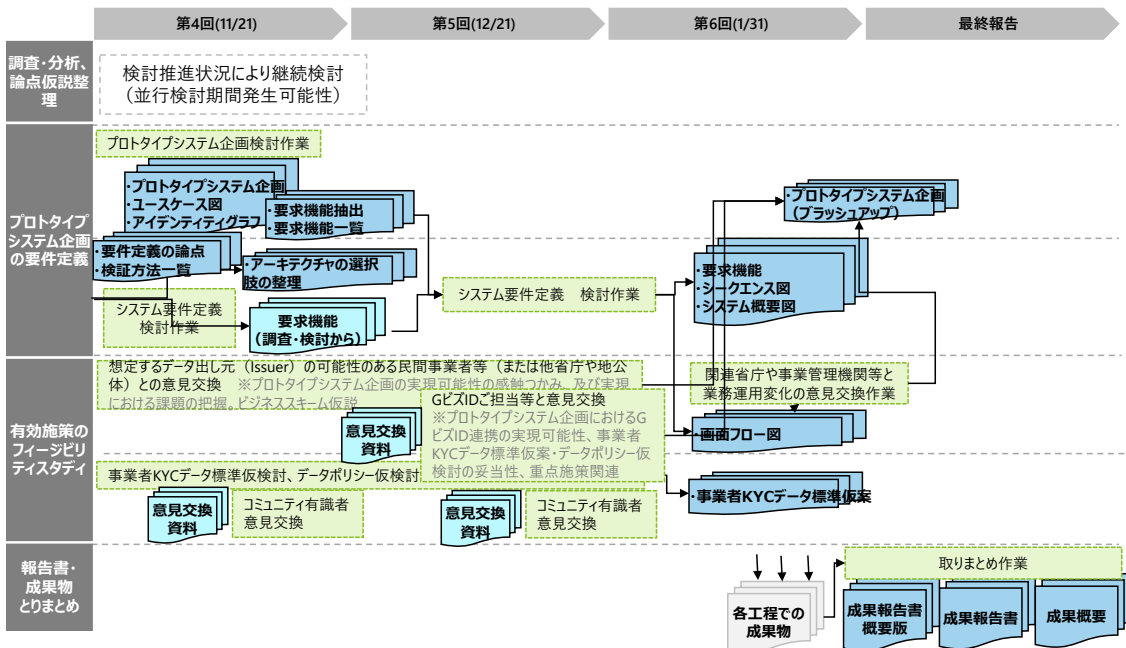 第4回(11/21)
第5回(12/21)
第6回(1/31)
最終報告
調査・分析、
論点仮説整
理
検討推進状況により継続検討
（並行検討期間発生可能性）
プロトタイプ
システム企画
の要件定義
プロトタイプシステム企画検討作業
・プロトタイプシステム企画
・ユースケース図
・アイデンティティグラフ
・要求機能抽出
・要求機能一覧
・プロトタイプシステム企画
（ブラッシュアップ）
・要件定義の論点
・検証方法一覧
・アーキテクチャの選択
肢の整理
システム要件定義
検討作業
要求機能
（調査・検討から）
システム要件定義　検討作業
・要求機能
・シークエンス図
・システム概要図
有効施策の
フィージビリ
ティスタディ
想定するデータ出し元（Issuer）の可能性のある民間事業者等（または他省庁や地公
体）との意見交換　※プロトタイプシステム企画の実現可能性の感触つかみ、及び実現
における課題の把握。ビジネススキーム仮説
GビズIDご担当等と意見交換
※プロトタイプシステム企画におけるG
ビズID連携の実現可能性、事業者
KYCデータ標準仮案・データポリシー仮
検討の妥当性、重点施策関連
意見交換
資料
関連省庁や事業管理機関等と
業務運用変化の意見交換作業
・画面フロー図
事業者KYCデータ標準仮検討、データポリシー仮検討
・事業者KYCデータ標準仮案
意見交換
資料
コミュニティ有識者
意見交換
意見交換
資料
コミュニティ有識者
意見交換
報告書・
成果物
とりまとめ
取りまとめ作業
各工程での
成果物
成果報告書
概要版
成果報告書
成果概要